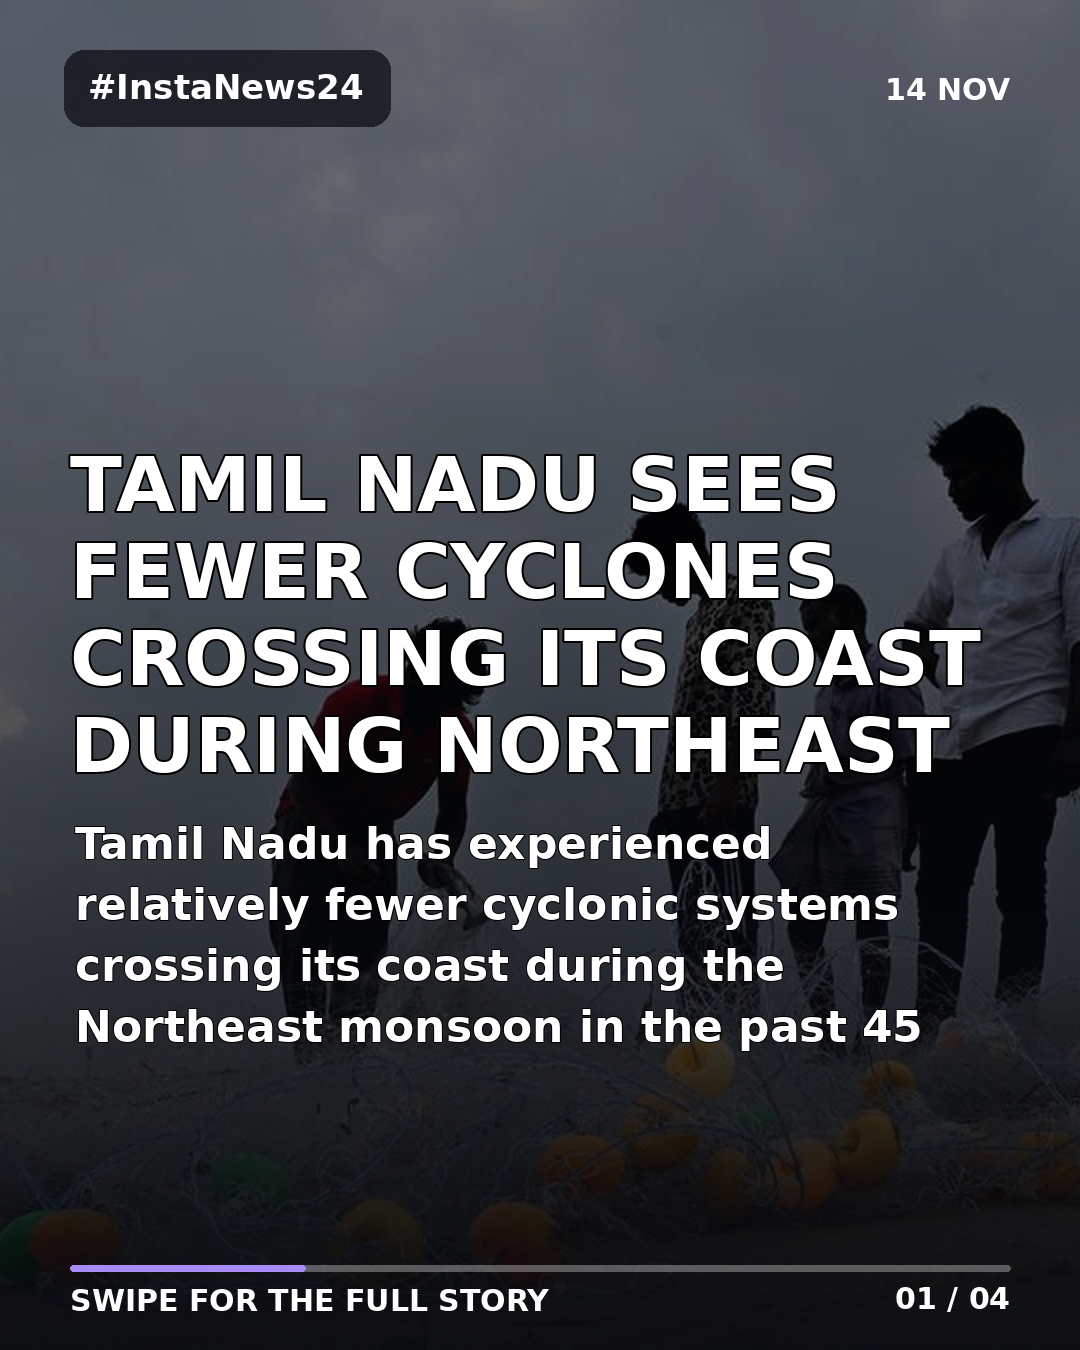 #InstaNews24
14 NOV
TAMIL NADU SEES
FEWER CYCLONES
CROSSING ITS COAST
DURING NORTHEAST
Tamil Nadu has experienced
relatively fewer cyclonic systems
crossing its coast during the
Northeast monsoon in the past 45
SWIPE FOR THE FULL STORY
01 / 04